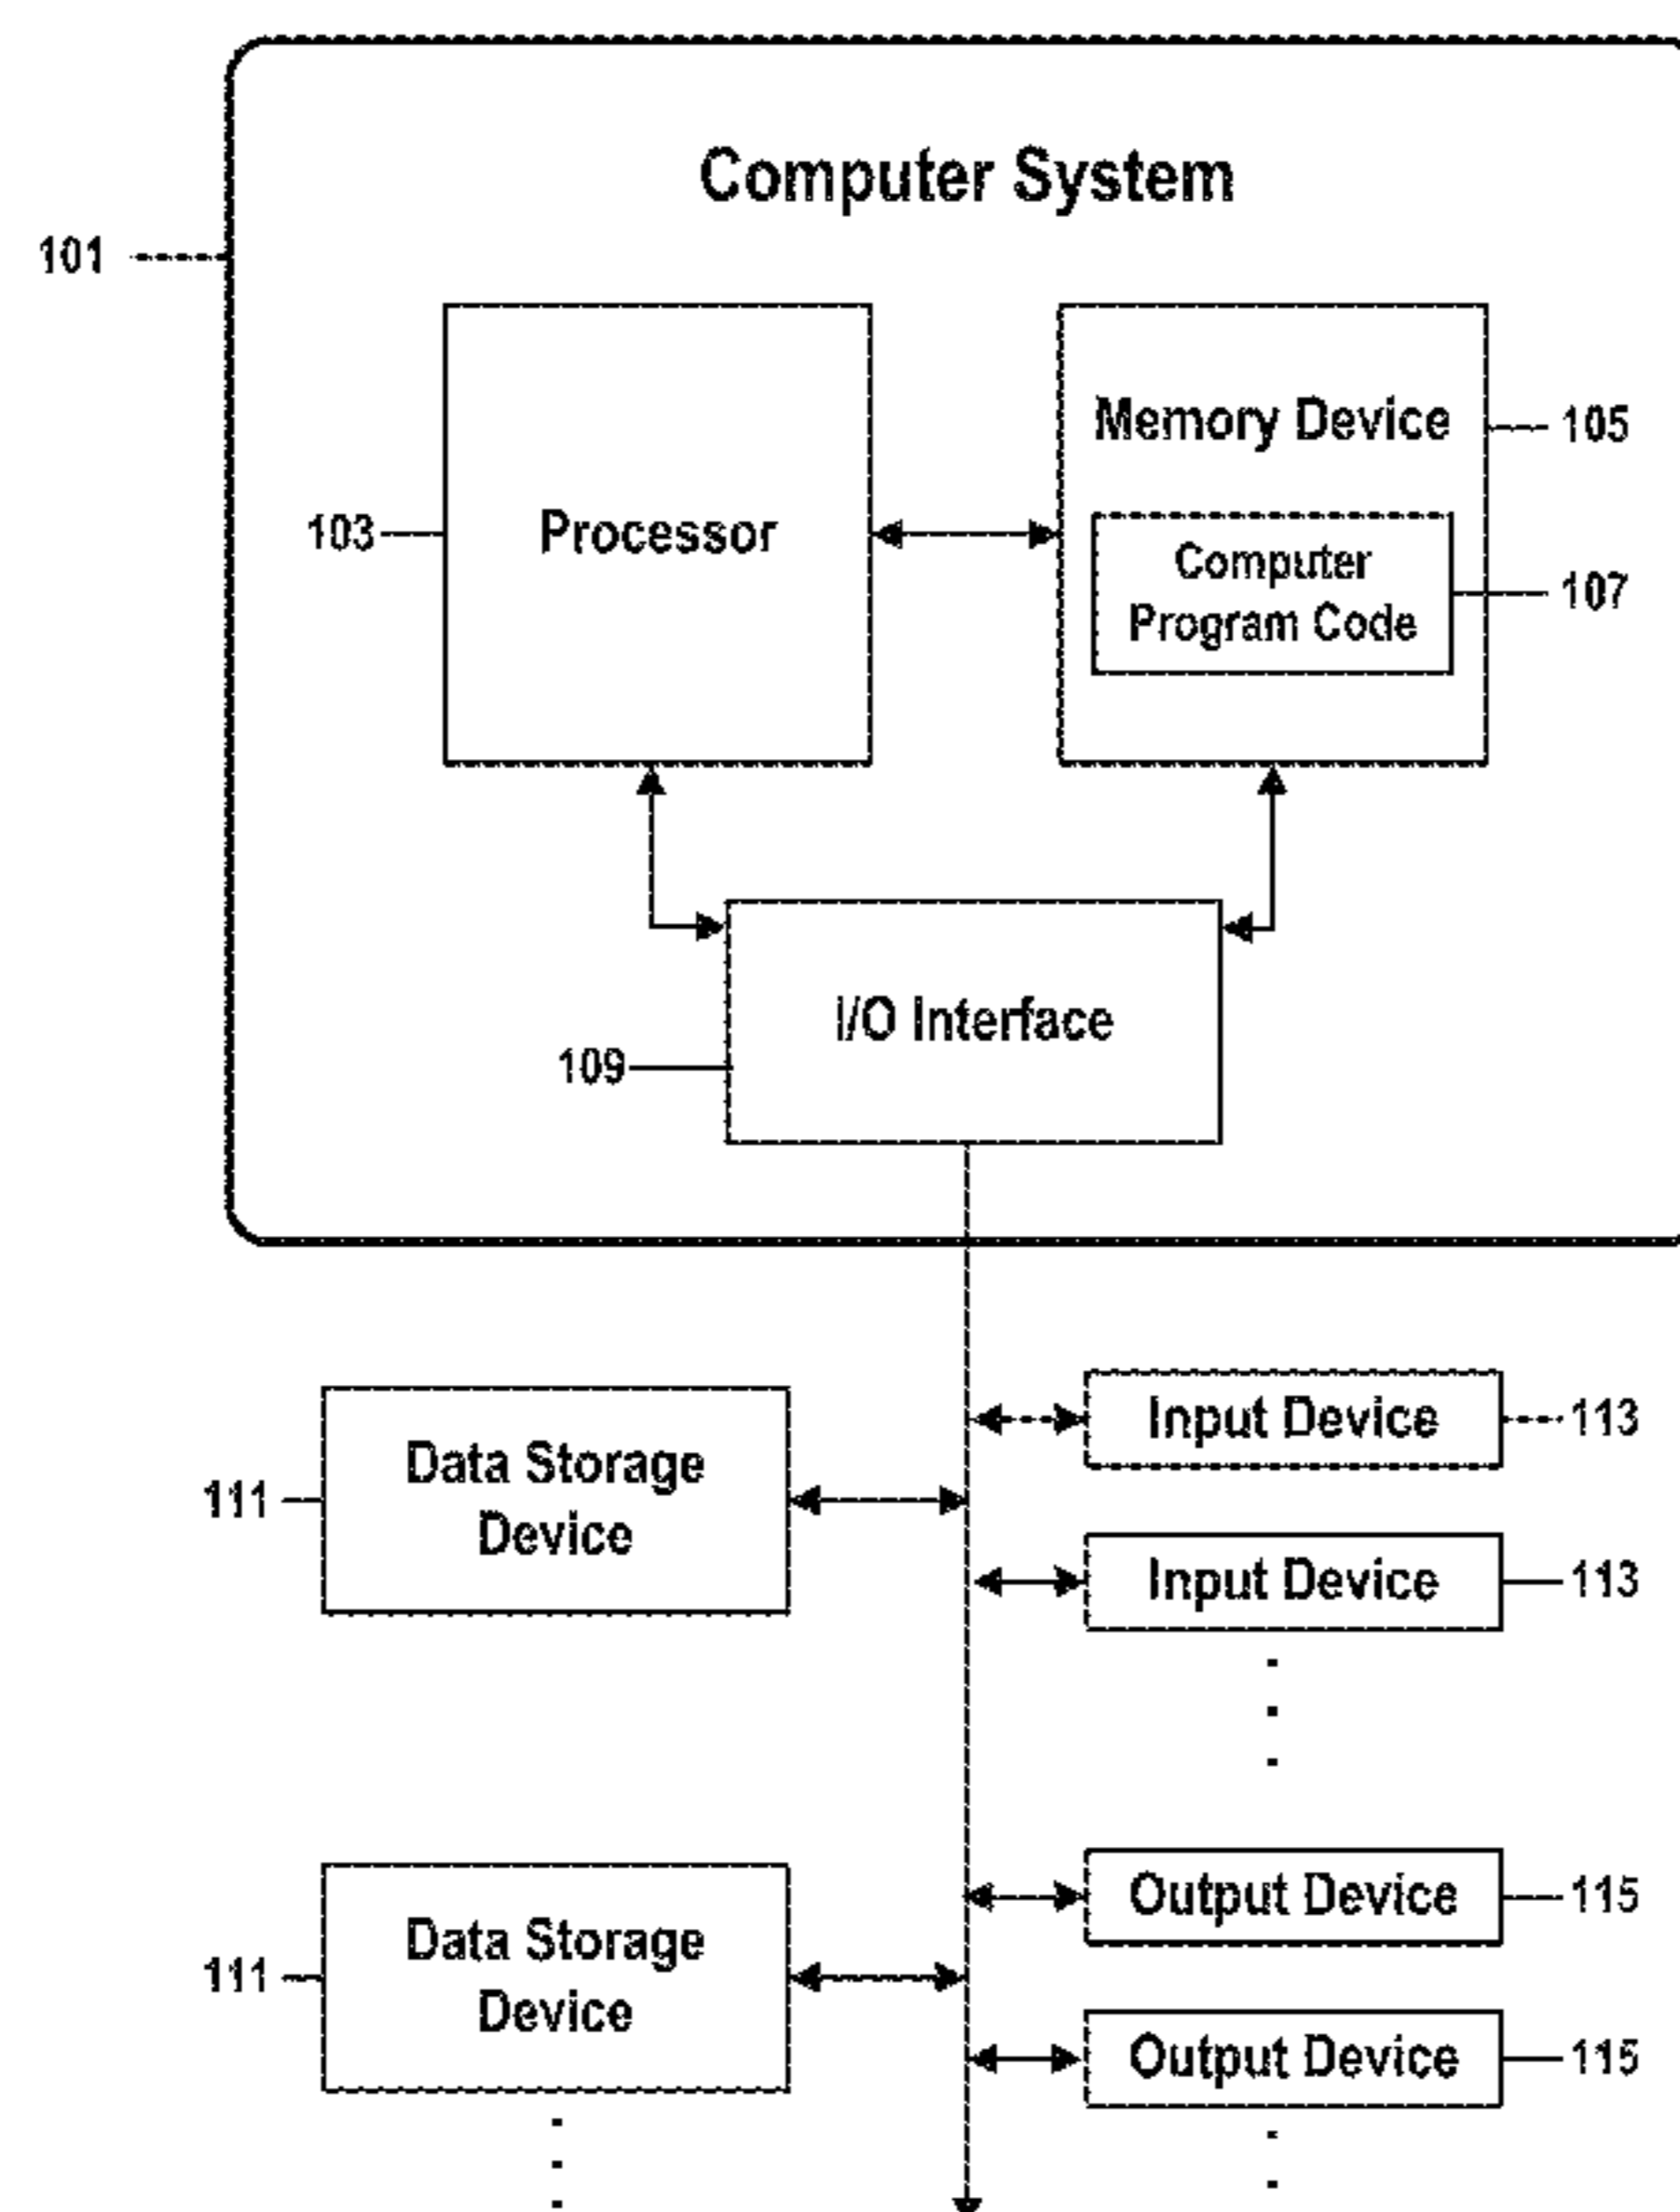 Computer System
101
Memory Device
105
103
Processor
Computer
Program Code
107
I/O Interface
109
Input Device
113
Data Storage
Device
111
Input Device
113
Output Device
115
Data Storage
Device
111
Output Device
115